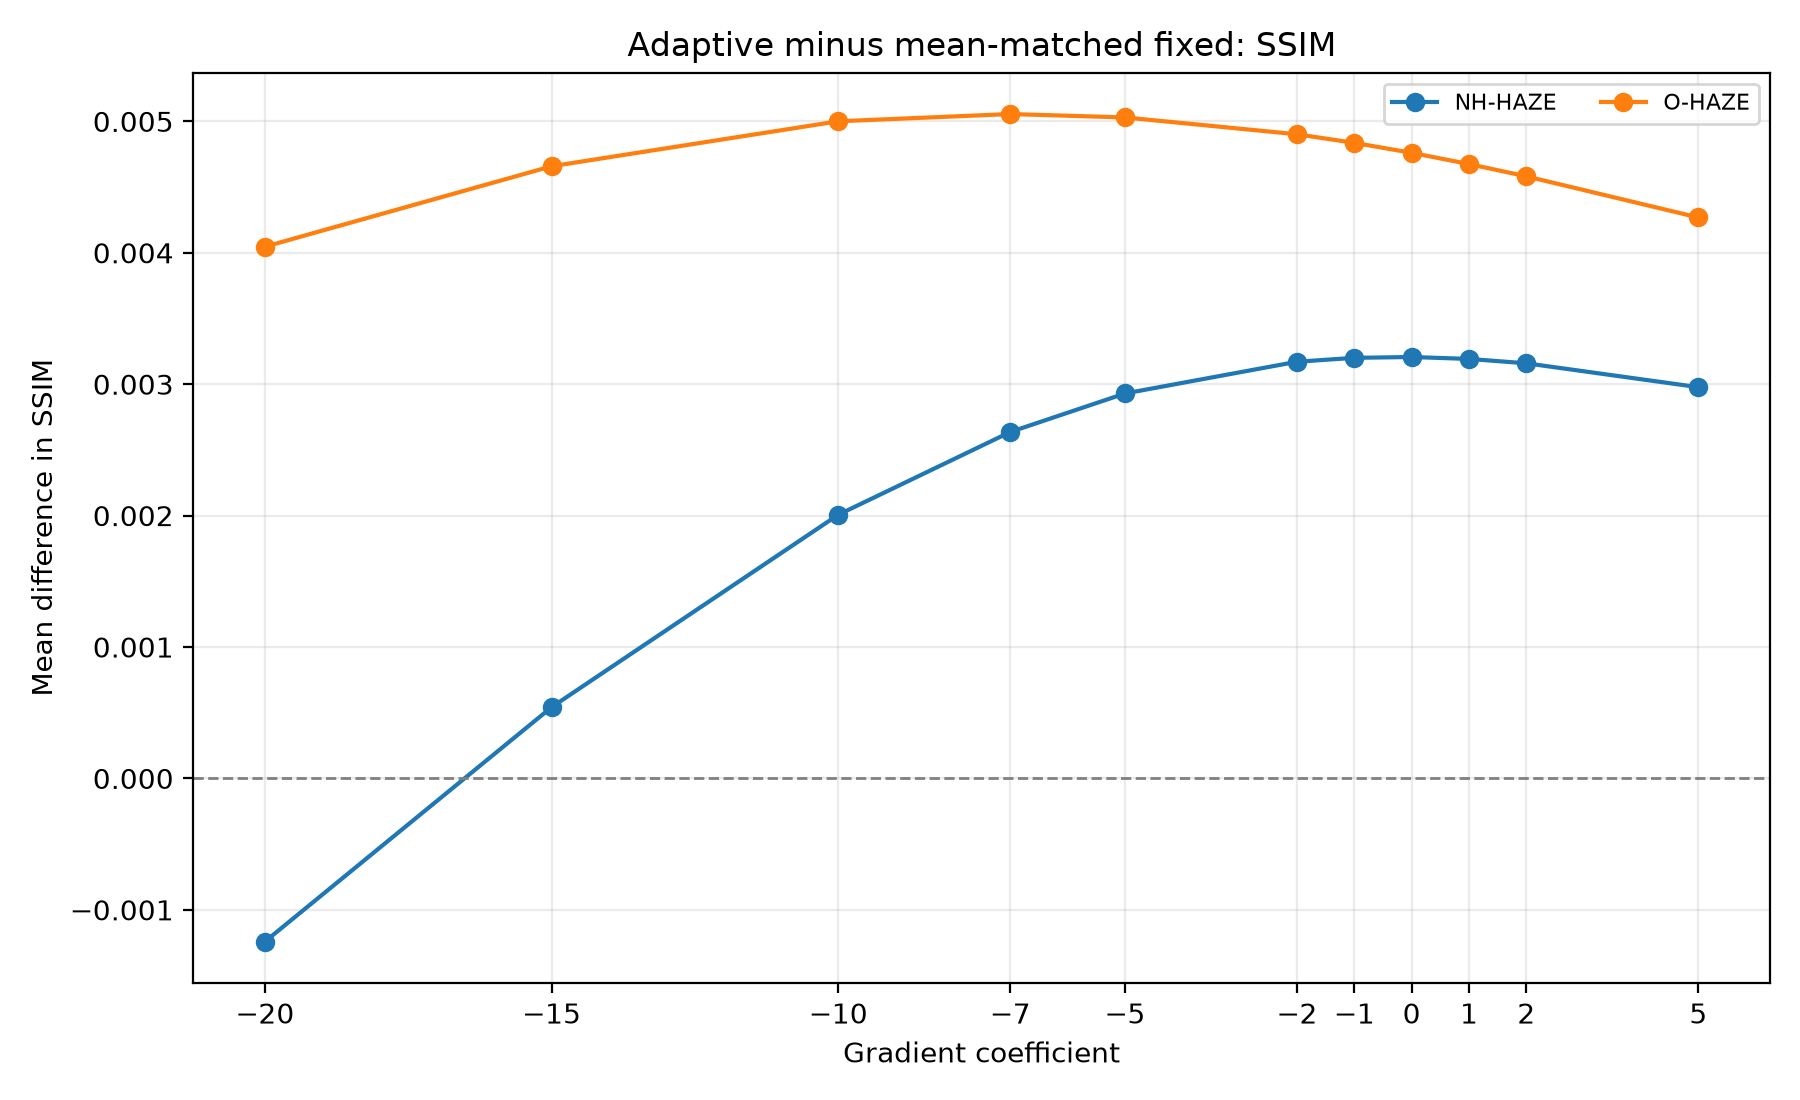 Adaptive minus mean-matched fixed: SSIM
NH-HAZE O-HAZE
Mean difference in SSIM
0.005
0.004
0.003
0.002
0.001
0.000
−0.001
−20 −15 −10 −7 −5 −2 −1 0 1 2 5
Gradient coefficient